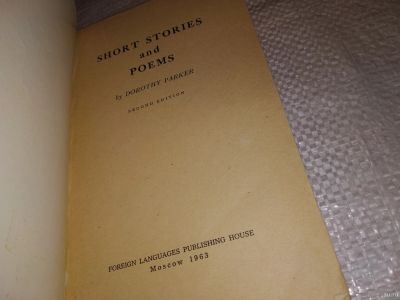 SHORT STORIES
and
POEMS
by DOROTHY PARKER
SECOND EDITION
FOREIGN LANGUAGES PUBLISHING HOUSE
Moscow 1963